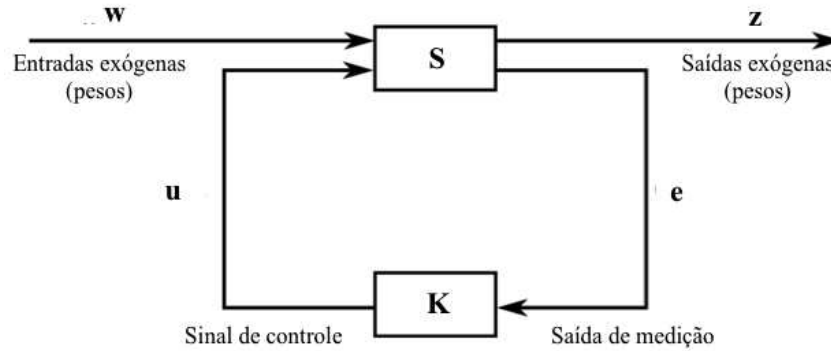 w
z
S
Entradas exógenas
(pesos)
Saídas exógenas
(pesos)
u
e
K
Sinal de controle
Saída de medição